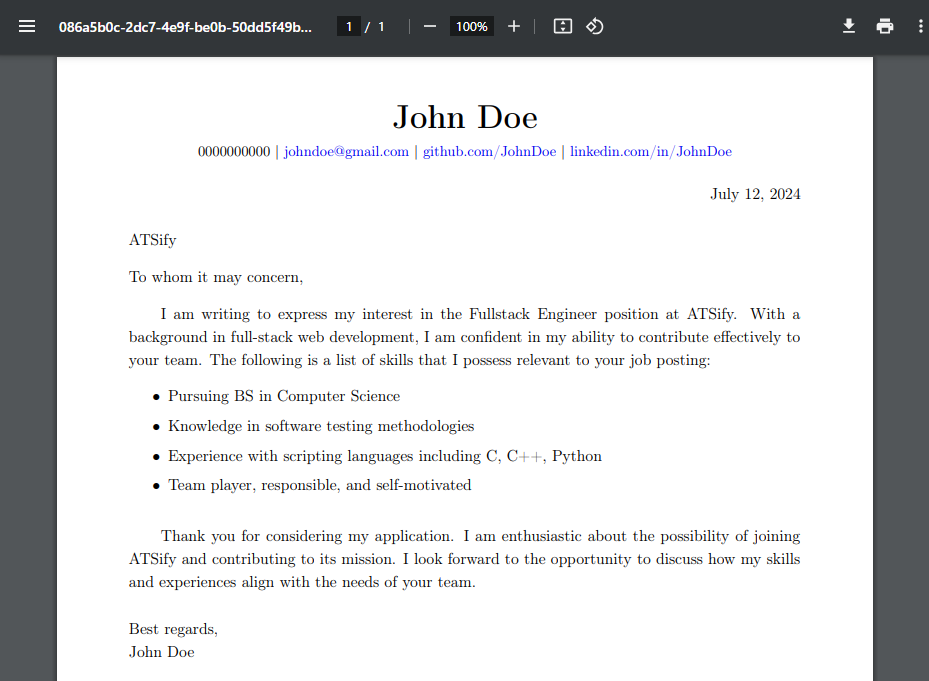 086a5b0c-2dc7-4e9f-be0b-50dd5f49b... 1 / 1 100%
John Doe
0000000000 | johndoe@gmail.com | github.com/JohnDoe | linkedin.com/in/JohnDoe
July 12, 2024
ATSify
To whom it may concern,
I am writing to express my interest in the Fullstack Engineer position at ATSify. With a
background in full-stack web development, I am confident in my ability to contribute effectively to
your team. The following is a list of skills that I possess relevant to your job posting:
• Pursuing BS in Computer Science
• Knowledge in software testing methodologies
• Experience with scripting languages including C, C++, Python
• Team player, responsible, and self-motivated
Thank you for considering my application. I am enthusiastic about the possibility of joining
ATSify and contributing to its mission. I look forward to the opportunity to discuss how my skills
and experiences align with the needs of your team.
Best regards,
John Doe